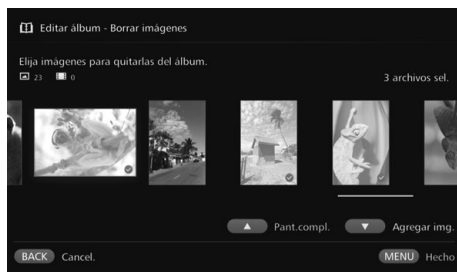 Editar álbum - Borrar imágenes
Elija imágenes para quitarlas del álbum.
23 0
3 archivos sel.
Pant.compl. Agregar img.
BACK Cancel. MENU Hecho